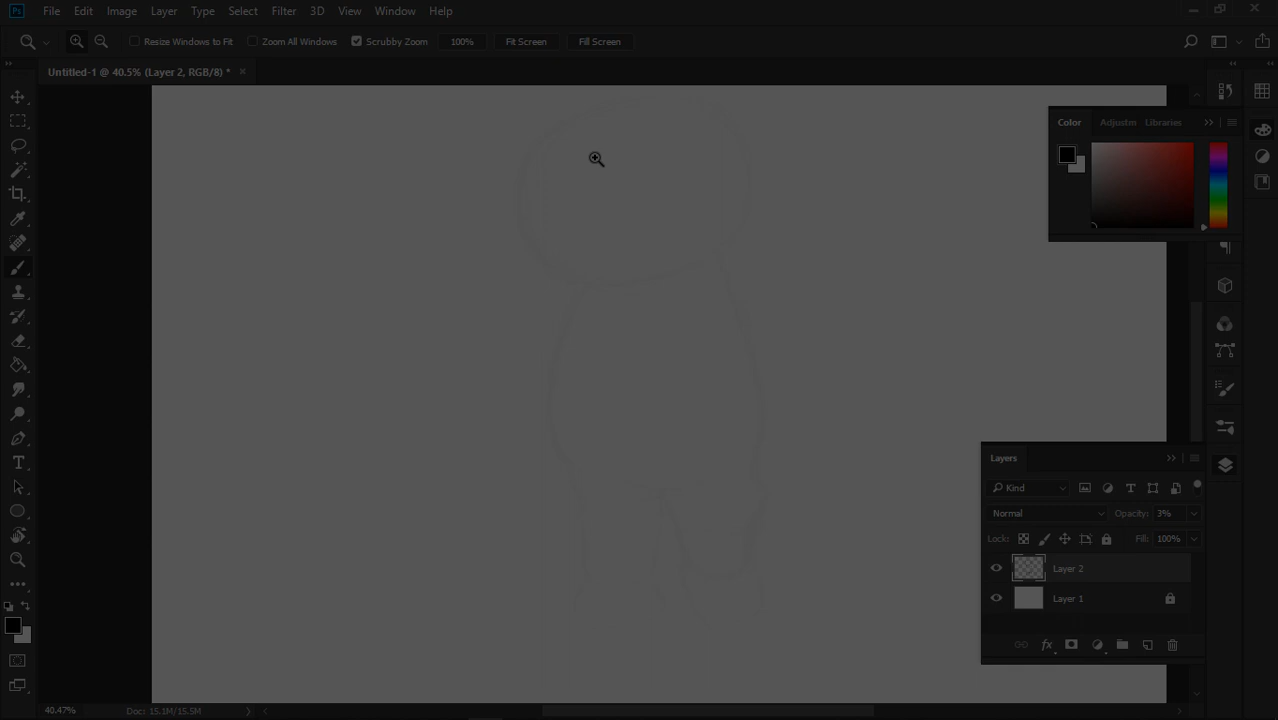 Ps File Edit Image Layer Type Select Filter 3D View Window Help
Resize Windows to Fit Zoom All Windows Scrubby Zoom 100% Fit Screen Fill Screen
Untitled-1 @ 40.5% (Layer 2, RGB/8) *
Color Adjustm Libraries
Layers
Kind
Normal Opacity: 3%
Lock: Fill: 100%
Layer 2
Layer 1
fx
40.47% Doc: 15.1M/15.5M